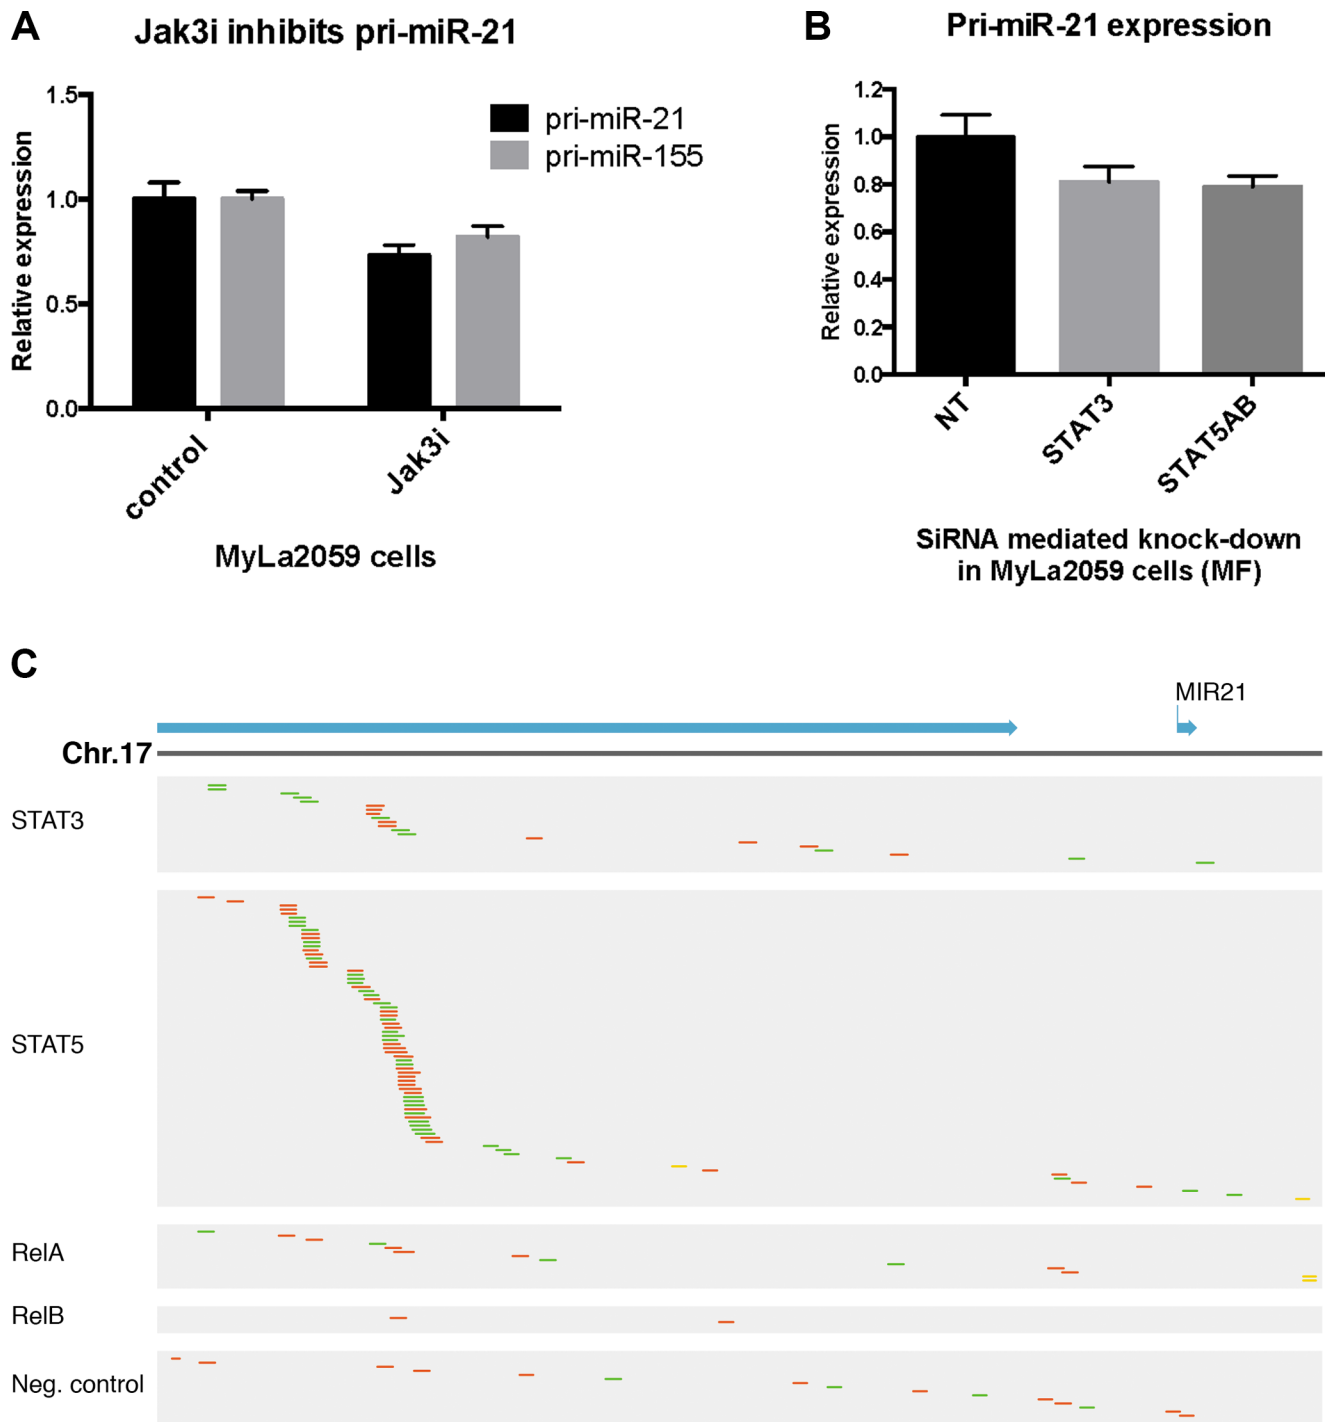 A
Jak3i inhibits pri-miR-21
1.5
1.0
0.5
0.0
Relative expression
pri-miR-21
pri-miR-155
control
Jak3i
MyLa2059 cells
B
Pri-miR-21 expression
1.2
1.0
0.8
0.6
0.4
0.2
0.0
Relative expression
NT
STAT3
STAT5AB
SiRNA mediated knock-down
in MyLa2059 cells (MF)
C
MIR21
Chr.17
STAT3
STAT5
RelA
RelB
Neg. control